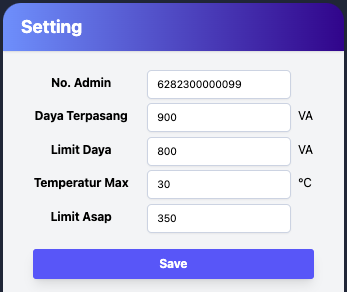 Setting
No. Admin 6282300000099
Daya Terpasang 900 VA
Limit Daya 800 VA
Temperatur Max 30 °C
Limit Asap 350
Save